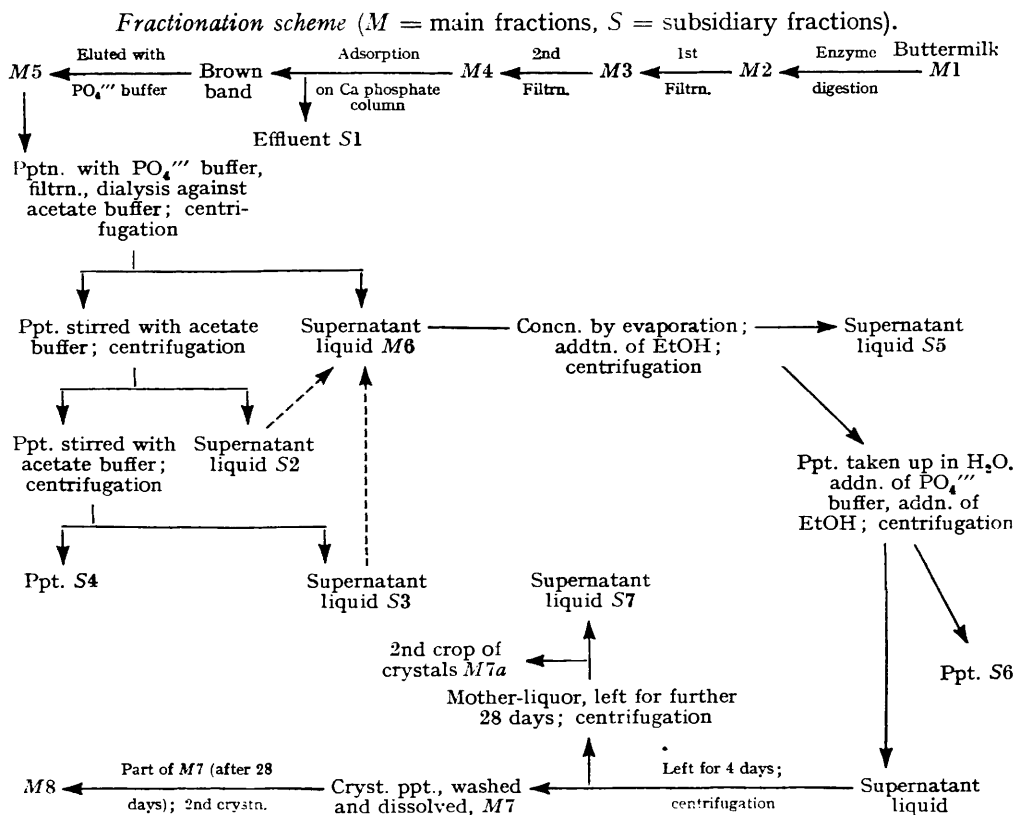 Fractionation scheme (M = main fractions, S = subsidiary fractions).
M5
Eluted with
PO₄′′′ buffer
Brown
band
Adsorption
on Ca phosphate
column
M4
2nd
Filtrn.
M3
1st
Filtrn.
M2
Enzyme
digestion
Buttermilk
M1
Effluent S1
Pptn. with PO₄′′′ buffer,
filtrn., dialysis against
acetate buffer; centri-
fugation
Ppt. stirred with acetate
buffer; centrifugation
Supernatant
liquid M6
Concn. by evaporation;
addtn. of EtOH;
centrifugation
Supernatant
liquid S5
Ppt. stirred with
acetate buffer;
centrifugation
Supernatant
liquid S2
Ppt. taken up in H₂O.
addn. of PO₄′′′
buffer, addn. of
EtOH; centrifugation
Ppt. S4
Supernatant
liquid S3
Supernatant
liquid S7
2nd crop of
crystals M7a
Ppt. S6
Mother-liquor, left for further
28 days; centrifugation
M8
Part of M7 (after 28
days); 2nd crystn.
Cryst. ppt., washed
and dissolved, M7
Left for 4 days;
centrifugation
Supernatant
liquid